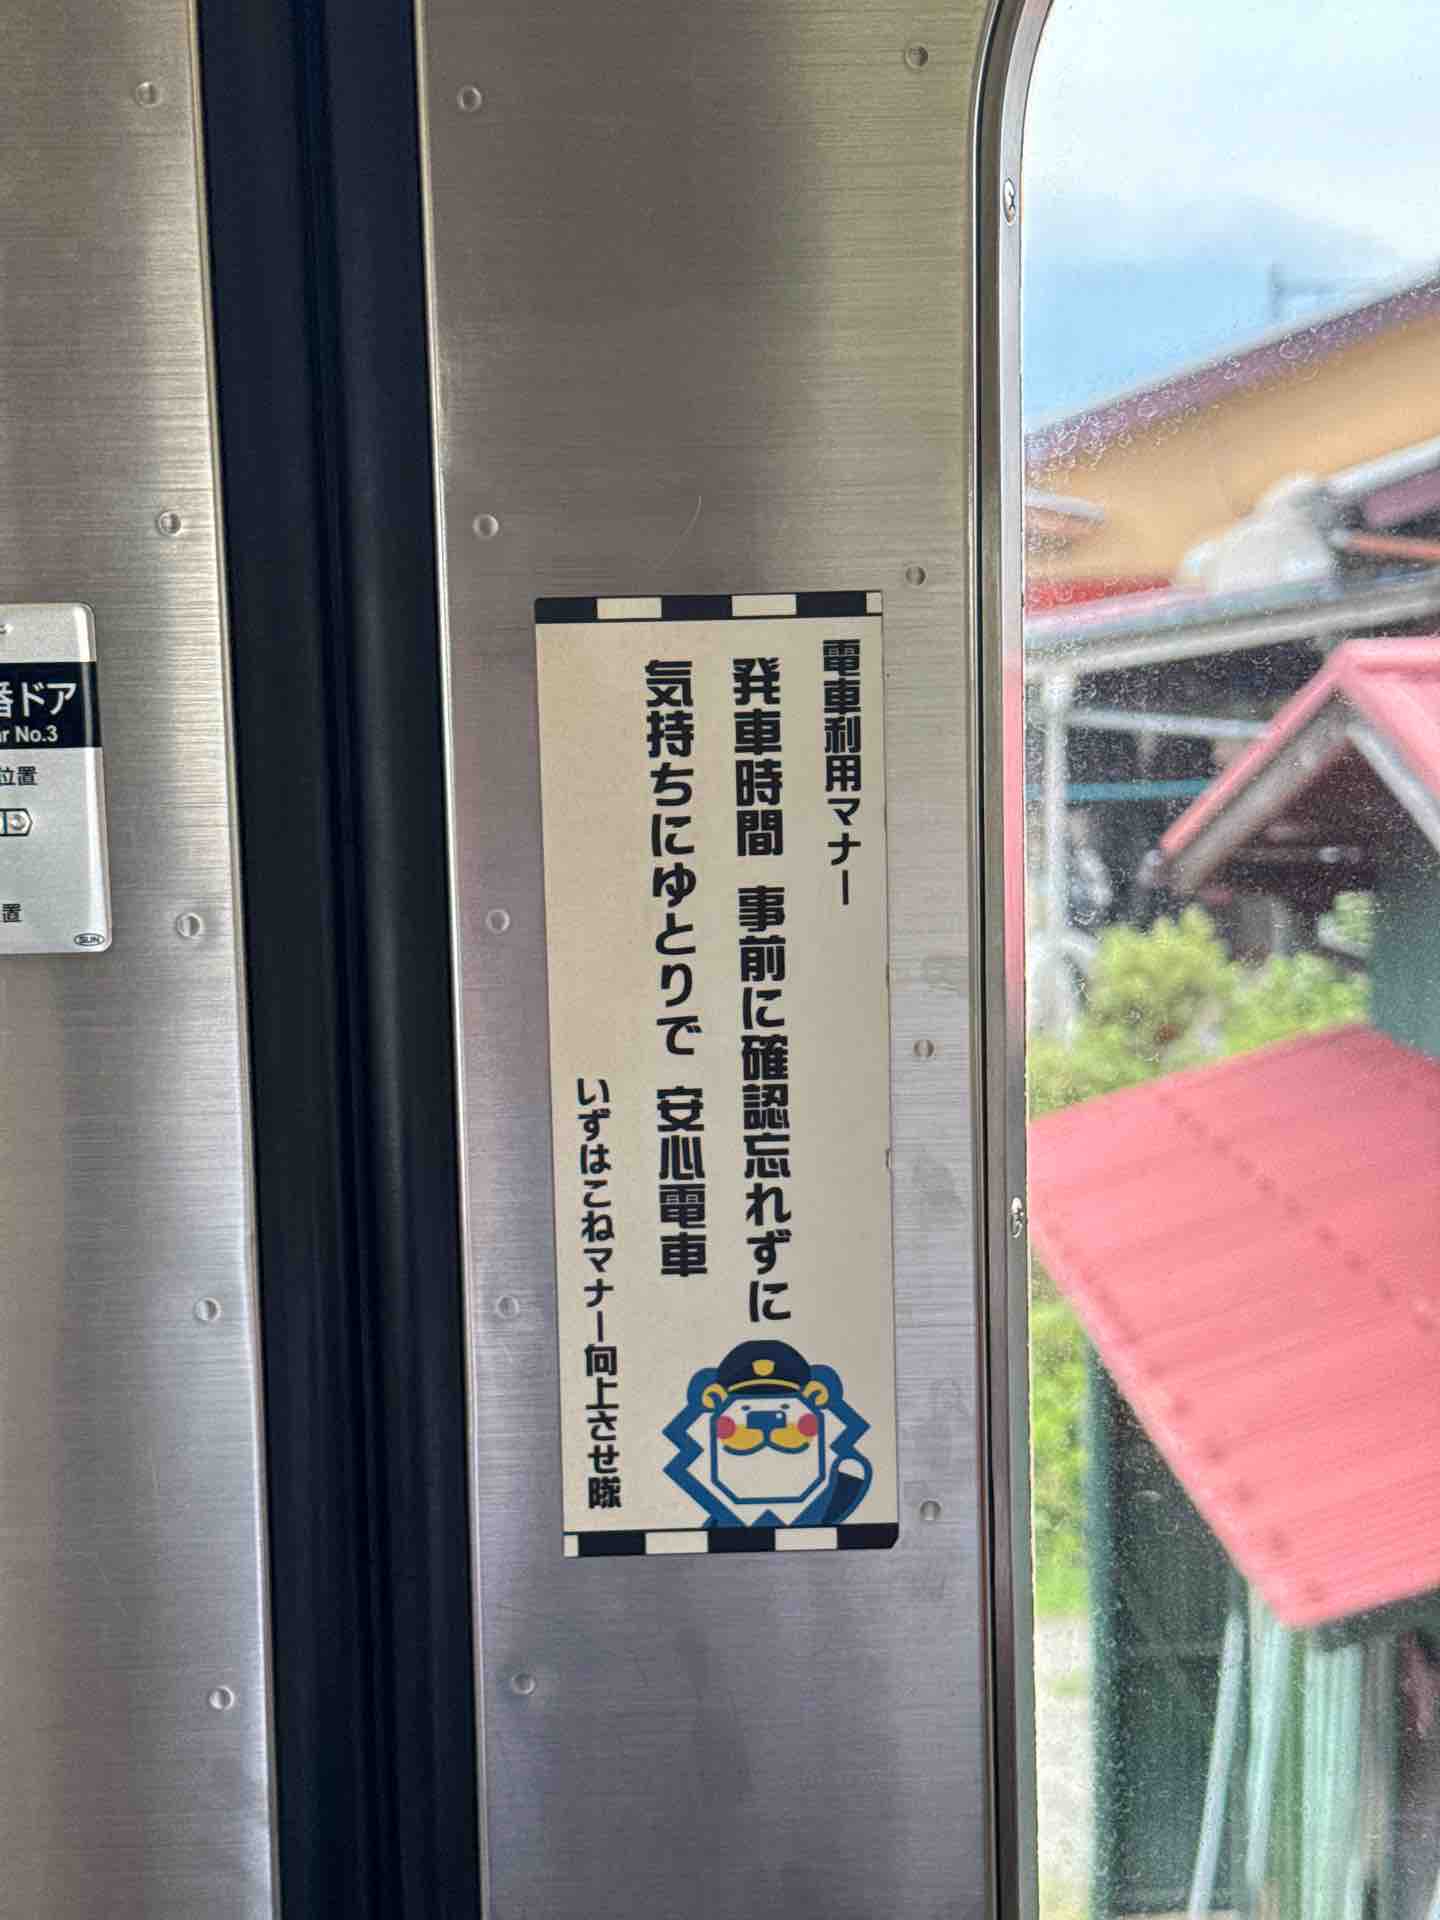 番ドア
r No.3
位置
置
SUN
電車利用マナー
発車時間 事前に確認忘れずに
気持ちにゆとりで 安心電車
いずはこねマナー向上させ隊